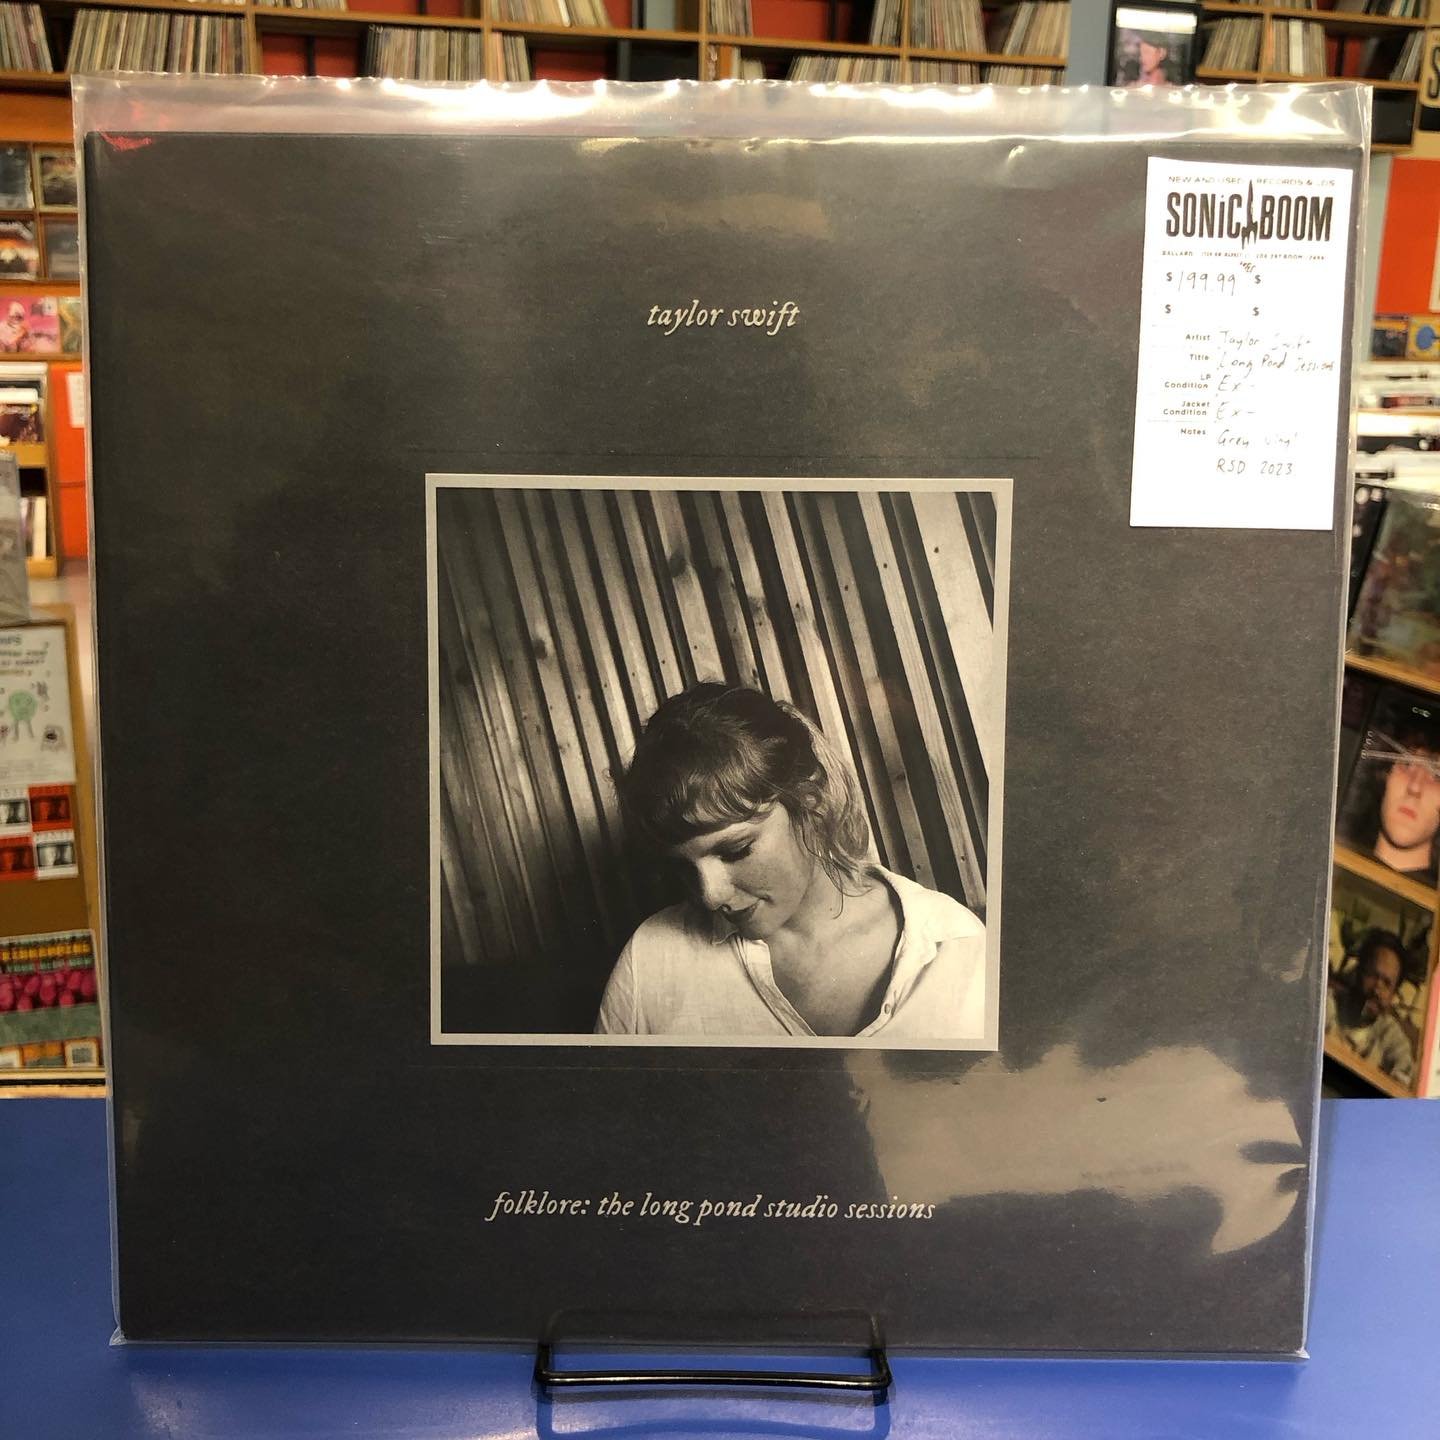 taylor swift
folklore: the long pond studio sessions
NEW AND USED RECORDS & CDS
SONIC BOOM
BALLARD
$199.99 $
$ $
Artist Taylor Swift
Title Long Pond Sessions
LP
Condition Ex-
Jacket
Condition Ex-
Notes Grey vinyl
RSD 2023